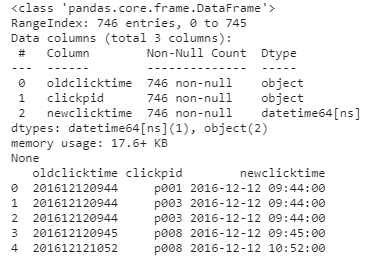 <class 'pandas.core.frame.DataFrame'>
RangeIndex: 746 entries, 0 to 745
Data columns (total 3 columns):
 #   Column        Non-Null Count  Dtype
---  ------        --------------  -----
 0   oldclicktime  746 non-null    object
 1   clickpid      746 non-null    object
 2   newclicktime  746 non-null    datetime64[ns]
dtypes: datetime64[ns](1), object(2)
memory usage: 17.6+ KB
None
   oldclicktime clickpid        newclicktime
0  201612120944     p001 2016-12-12 09:44:00
1  201612120944     p003 2016-12-12 09:44:00
2  201612120944     p003 2016-12-12 09:44:00
3  201612120945     p008 2016-12-12 09:45:00
4  201612121052     p008 2016-12-12 10:52:00